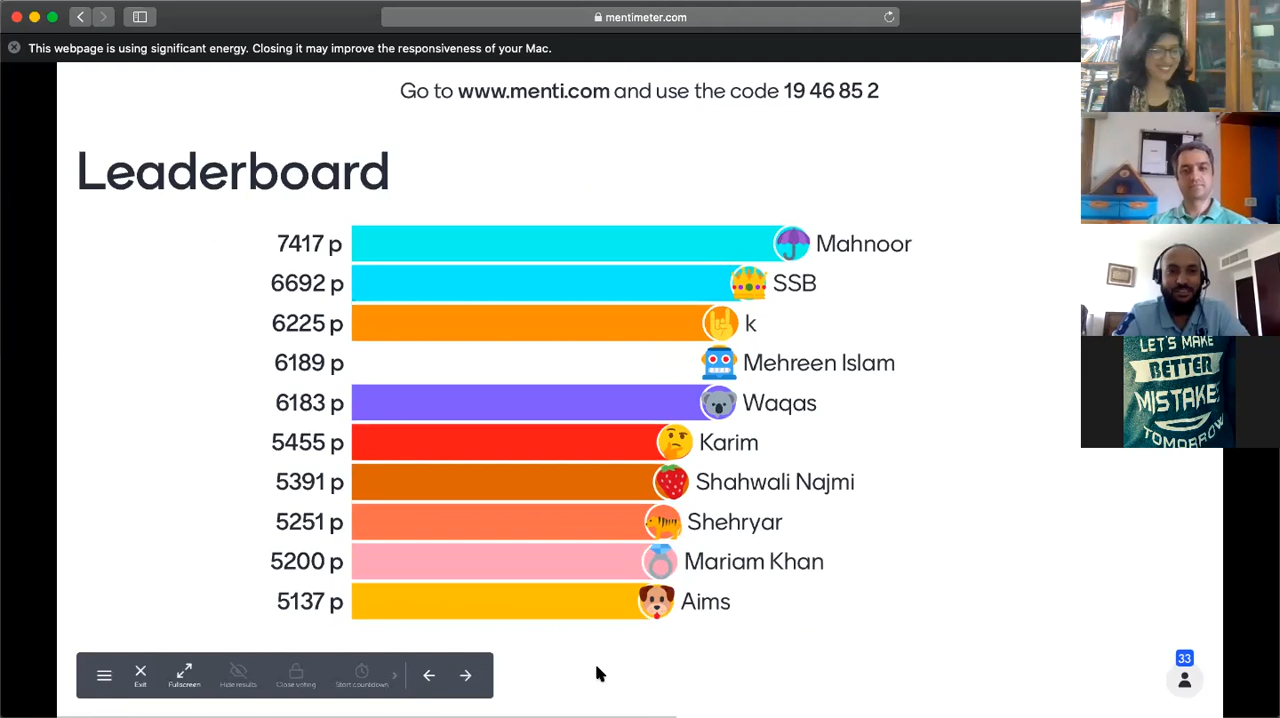 mentimeter.com
This webpage is using significant energy. Closing it may improve the responsiveness of your Mac.
Go to www.menti.com and use the code 19 46 85 2
Leaderboard
7417 p Mahnoor
6692 p SSB
6225 p k
6189 p Mehreen Islam
6183 p Waqas
5455 p Karim
5391 p Shahwali Najmi
5251 p Shehryar
5200 p Mariam Khan
5137 p Aims
Exit
Fullscreen
Hide results
Close voting
Start countdown
33
LET'S MAKE
BETTER
MISTAKES
TOMORROW